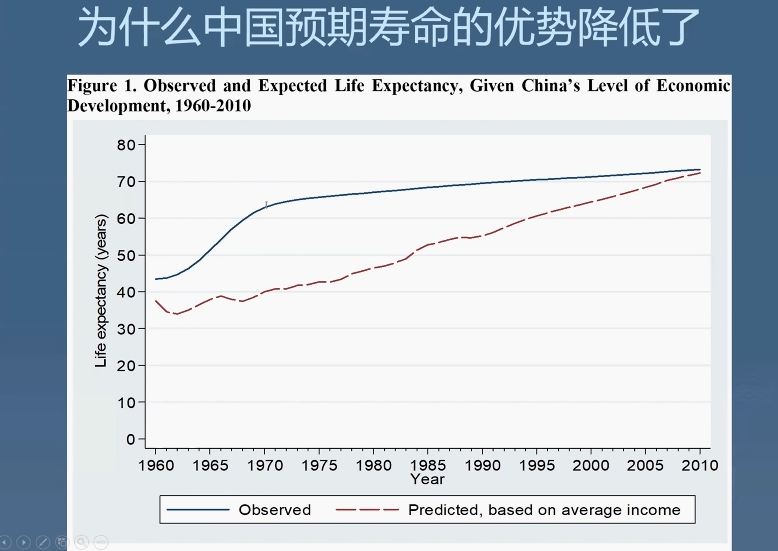 为什么中国预期寿命的优势降低了
Figure 1. Observed and Expected Life Expectancy, Given China's Level of Economic
Development, 1960-2010
80
70
60
50
40
30
20
10
0
Life expectancy (years)
1960 1965 1970 1975 1980 1985 1990 1995 2000 2005 2010
Year
Observed Predicted, based on average income